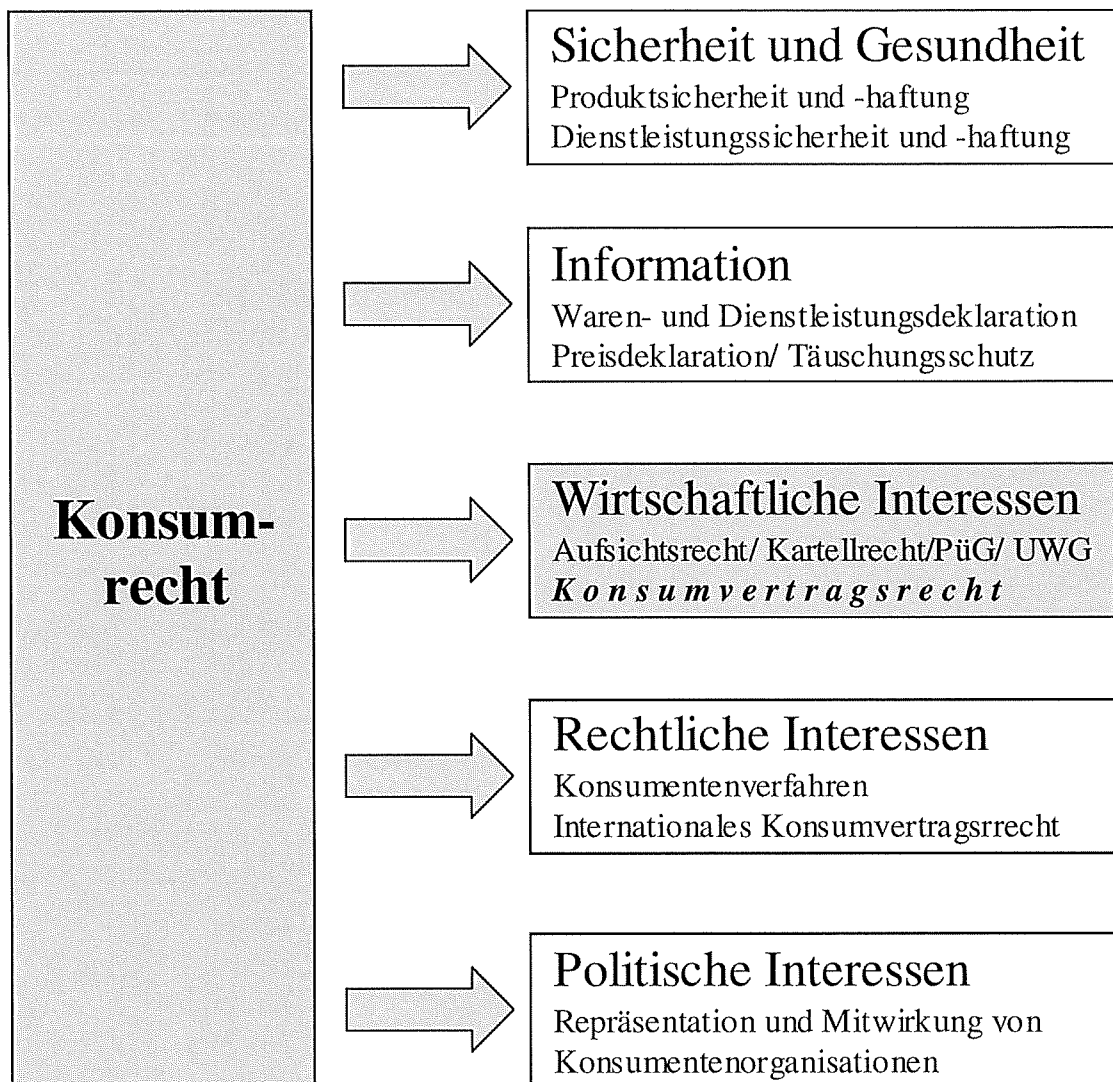 Konsum-
recht
Sicherheit und Gesundheit
Produktsicherheit und -haftung
Dienstleistungssicherheit und -haftung
Information
Waren- und Dienstleistungsdeklaration
Preisdeklaration/ Täuschungsschutz
Wirtschaftliche Interessen
Aufsichtsrecht/ Kartellrecht/PüG/ UWG
Konsumvertragsrecht
Rechtliche Interessen
Konsumentenverfahren
Internationales Konsumvertragsrrecht
Politische Interessen
Repräsentation und Mitwirkung von
Konsumentenorganisationen